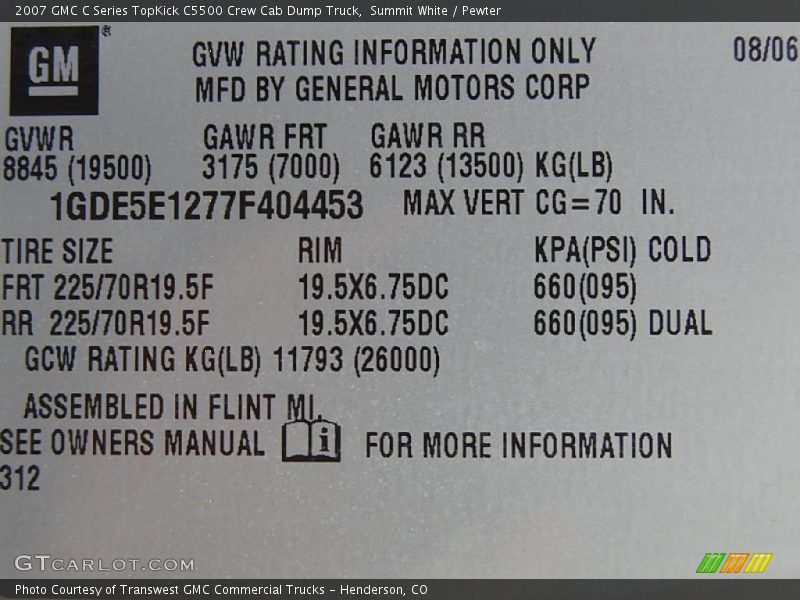 2007 GMC C Series TopKick C5500 Crew Cab Dump Truck, Summit White / Pewter
GM ®
GVW RATING INFORMATION ONLY 08/06
MFD BY GENERAL MOTORS CORP
GVWR GAWR FRT GAWR RR
8845 (19500) 3175 (7000) 6123 (13500) KG(LB)
1GDE5E1277F404453 MAX VERT CG=70 IN.
TIRE SIZE RIM KPA(PSI) COLD
FRT 225/70R19.5F 19.5X6.75DC 660(095)
RR 225/70R19.5F 19.5X6.75DC 660(095) DUAL
GCW RATING KG(LB) 11793 (26000)
ASSEMBLED IN FLINT MI.
SEE OWNERS MANUAL i FOR MORE INFORMATION
312
GTCARLOT.COM
Photo Courtesy of Transwest GMC Commercial Trucks - Henderson, CO